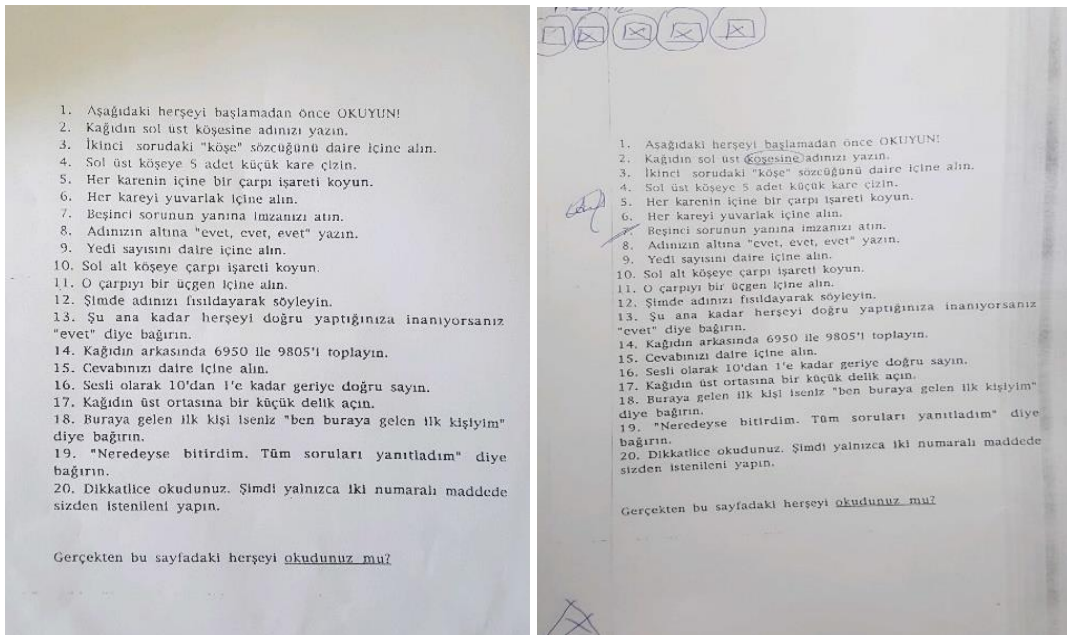 1. Aşağıdaki herşeyi başlamadan önce OKUYUN!
2. Kağıdın sol üst köşesine adınızı yazın.
3. İkinci sorudaki "köşe" sözcüğünü daire içine alın.
4. Sol üst köşeye 5 adet küçük kare çizin.
5. Her karenin içine bir çarpı işareti koyun.
6. Her kareyi yuvarlak içine alın.
7. Beşinci sorunun yanına imzanızı atın.
8. Adınızın altına "evet, evet, evet" yazın.
9. Yedi sayısını daire içine alın.
10. Sol alt köşeye çarpı işareti koyun.
11. O çarpıyı bir üçgen içine alın.
12. Şimde adınızı fısıldayarak söyleyin.
13. Şu ana kadar herşeyi doğru yaptığınıza inanıyorsanız
"evet" diye bağırın.
14. Kağıdın arkasında 6950 ile 9805'i toplayın.
15. Cevabınızı daire içine alın.
16. Sesli olarak 10'dan 1'e kadar geriye doğru sayın.
17. Kağıdın üst ortasına bir küçük delik açın.
18. Buraya gelen ilk kişi iseniz "ben buraya gelen ilk kişiyim"
diye bağırın.
19. "Neredeyse bitirdim. Tüm soruları yanıtladım" diye
bağırın.
20. Dikkatlice okudunuz. Şimdi yalnızca iki numaralı maddede
sizden istenileni yapın.
Gerçekten bu sayfadaki herşeyi okudunuz mu?
1. Aşağıdaki herşeyi başlamadan önce OKUYUN!
2. Kağıdın sol üst köşesine adınızı yazın.
3. İkinci sorudaki "köşe" sözcüğünü daire içine alın.
4. Sol üst köşeye 5 adet küçük kare çizin.
5. Her karenin içine bir çarpı işareti koyun.
6. Her kareyi yuvarlak içine alın.
7. Beşinci sorunun yanına imzanızı atın.
8. Adınızın altına "evet, evet, evet" yazın.
9. Yedi sayısını daire içine alın.
10. Sol alt köşeye çarpı işareti koyun.
11. O çarpıyı bir üçgen içine alın.
12. Şimde adınızı fısıldayarak söyleyin.
13. Şu ana kadar herşeyi doğru yaptığınıza inanıyorsanız
"evet" diye bağırın.
14. Kağıdın arkasında 6950 ile 9805'i toplayın.
15. Cevabınızı daire içine alın.
16. Sesli olarak 10'dan 1'e kadar geriye doğru sayın.
17. Kağıdın üst ortasına bir küçük delik açın.
18. Buraya gelen ilk kişi iseniz "ben buraya gelen ilk kişiyim"
diye bağırın.
19. "Neredeyse bitirdim. Tüm soruları yanıtladım" diye
bağırın.
20. Dikkatlice okudunuz. Şimdi yalnızca iki numaralı maddede
sizden istenileni yapın.
Gerçekten bu sayfadaki herşeyi okudunuz mu?